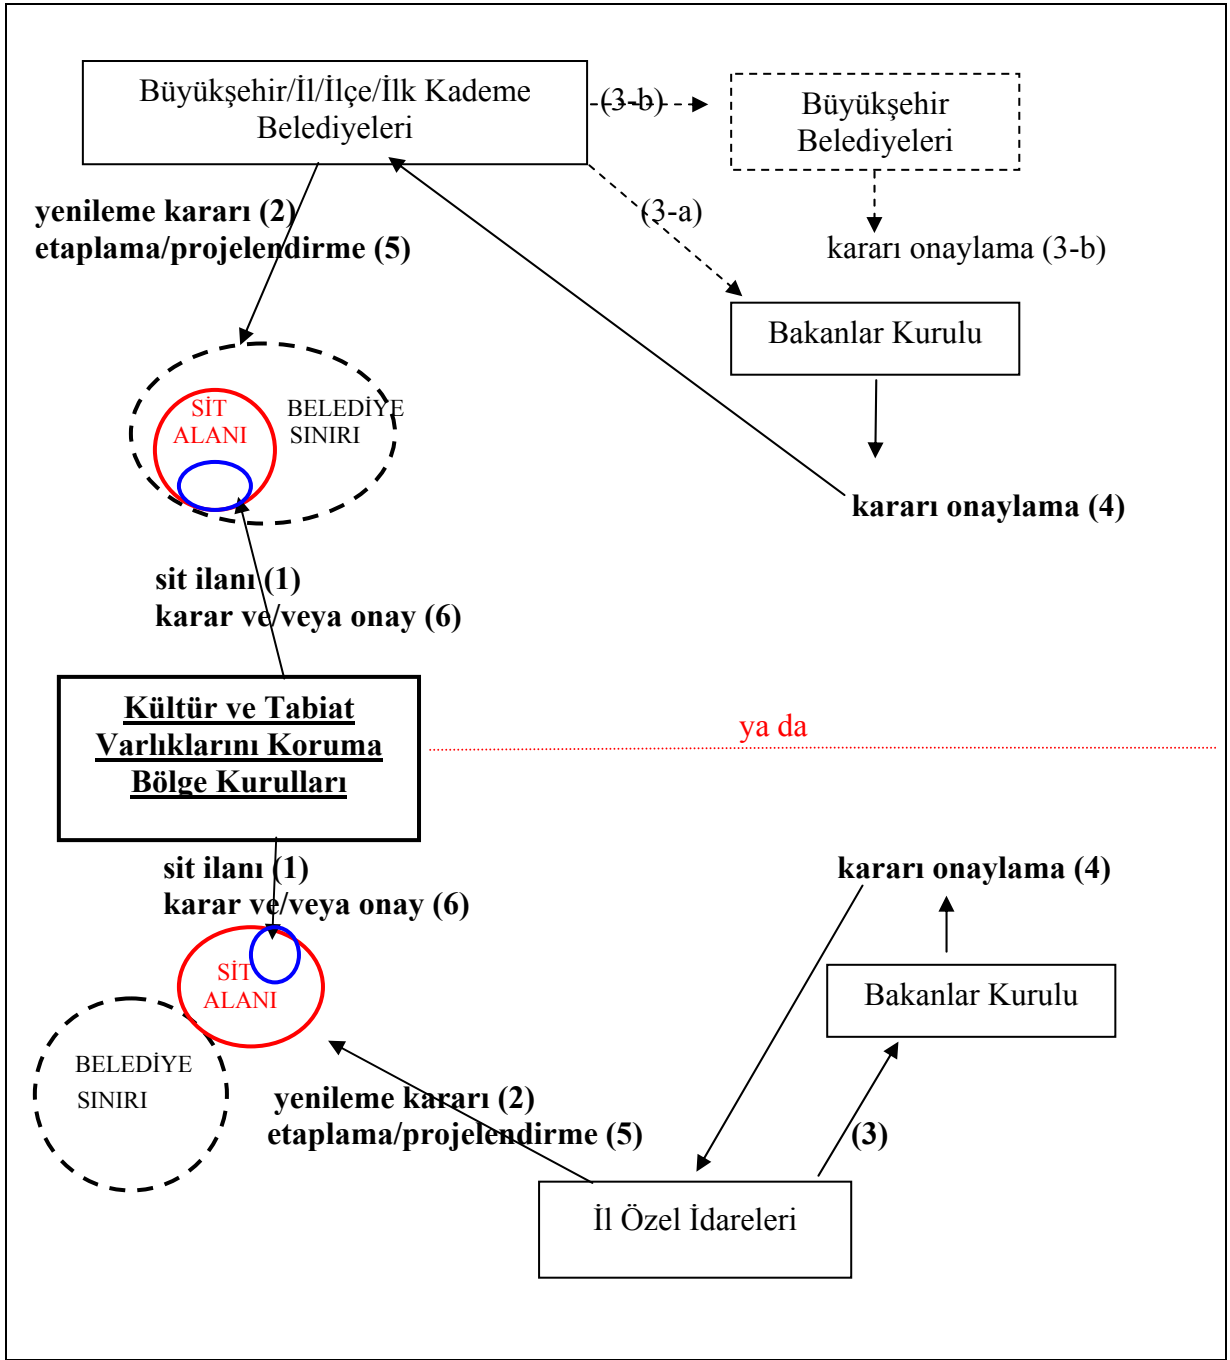 Büyükşehir/İl/İlçe/İlk Kademe
Belediyeleri
(3-b)
Büyükşehir
Belediyeleri
yenileme kararı (2)
etaplama/projelendirme (5)
(3-a)
kararı onaylama (3-b)
Bakanlar Kurulu
SİT
ALANI
BELEDİYE
SINIRI
kararı onaylama (4)
sit ilanı (1)
karar ve/veya onay (6)
Kültür ve Tabiat
Varlıklarını Koruma
Bölge Kurulları
ya da
sit ilanı (1)
karar ve/veya onay (6)
kararı onaylama (4)
SİT
ALANI
Bakanlar Kurulu
BELEDİYE
SINIRI
yenileme kararı (2)
etaplama/projelendirme (5)
(3)
İl Özel İdareleri